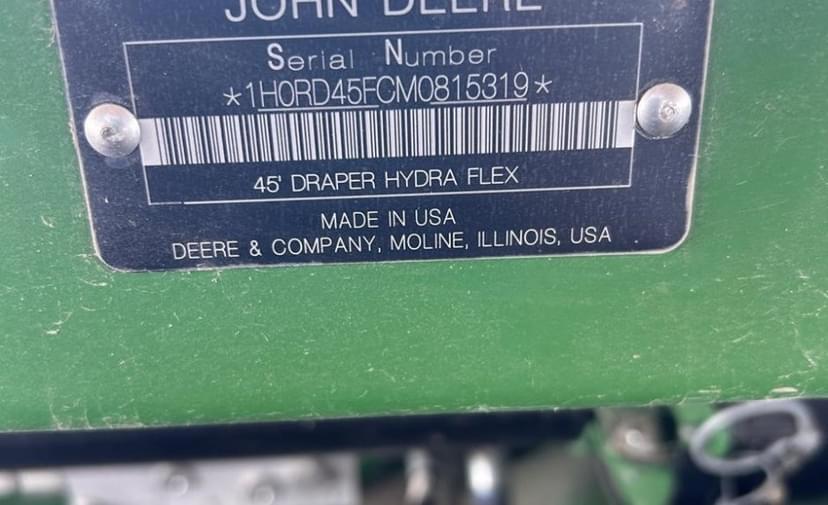 JOHN DEERE
Serial Number
*1H0RD45FCM0815319*
45' DRAPER HYDRA FLEX
MADE IN USA
DEERE & COMPANY, MOLINE, ILLINOIS, USA